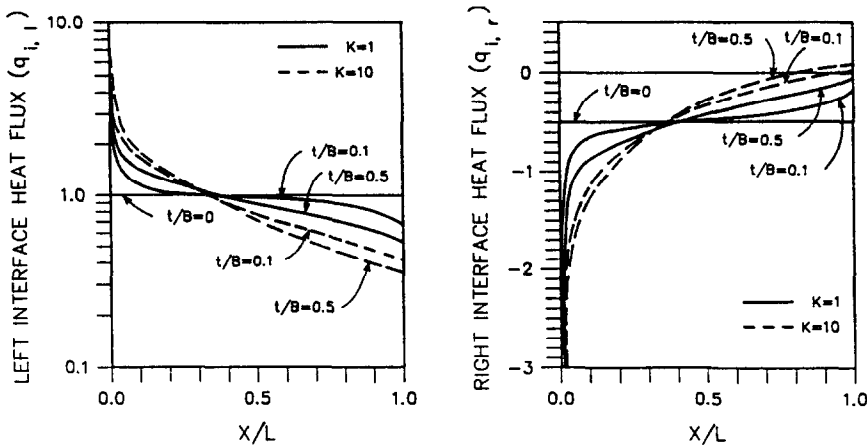 LEFT INTERFACE HEAT FLUX (q i, l)
10.0
1.0
0.1
K=1
K=10
t/B=0.1
t/B=0.5
t/B=0
t/B=0.1
t/B=0.5
0.0
0.5
1.0
X/L
RIGHT INTERFACE HEAT FLUX (q i, r)
0
-1
-2
-3
t/B=0.5
t/B=0.1
t/B=0
t/B=0.5
t/B=0.1
K=1
K=10
0.0
0.5
1.0
X/L